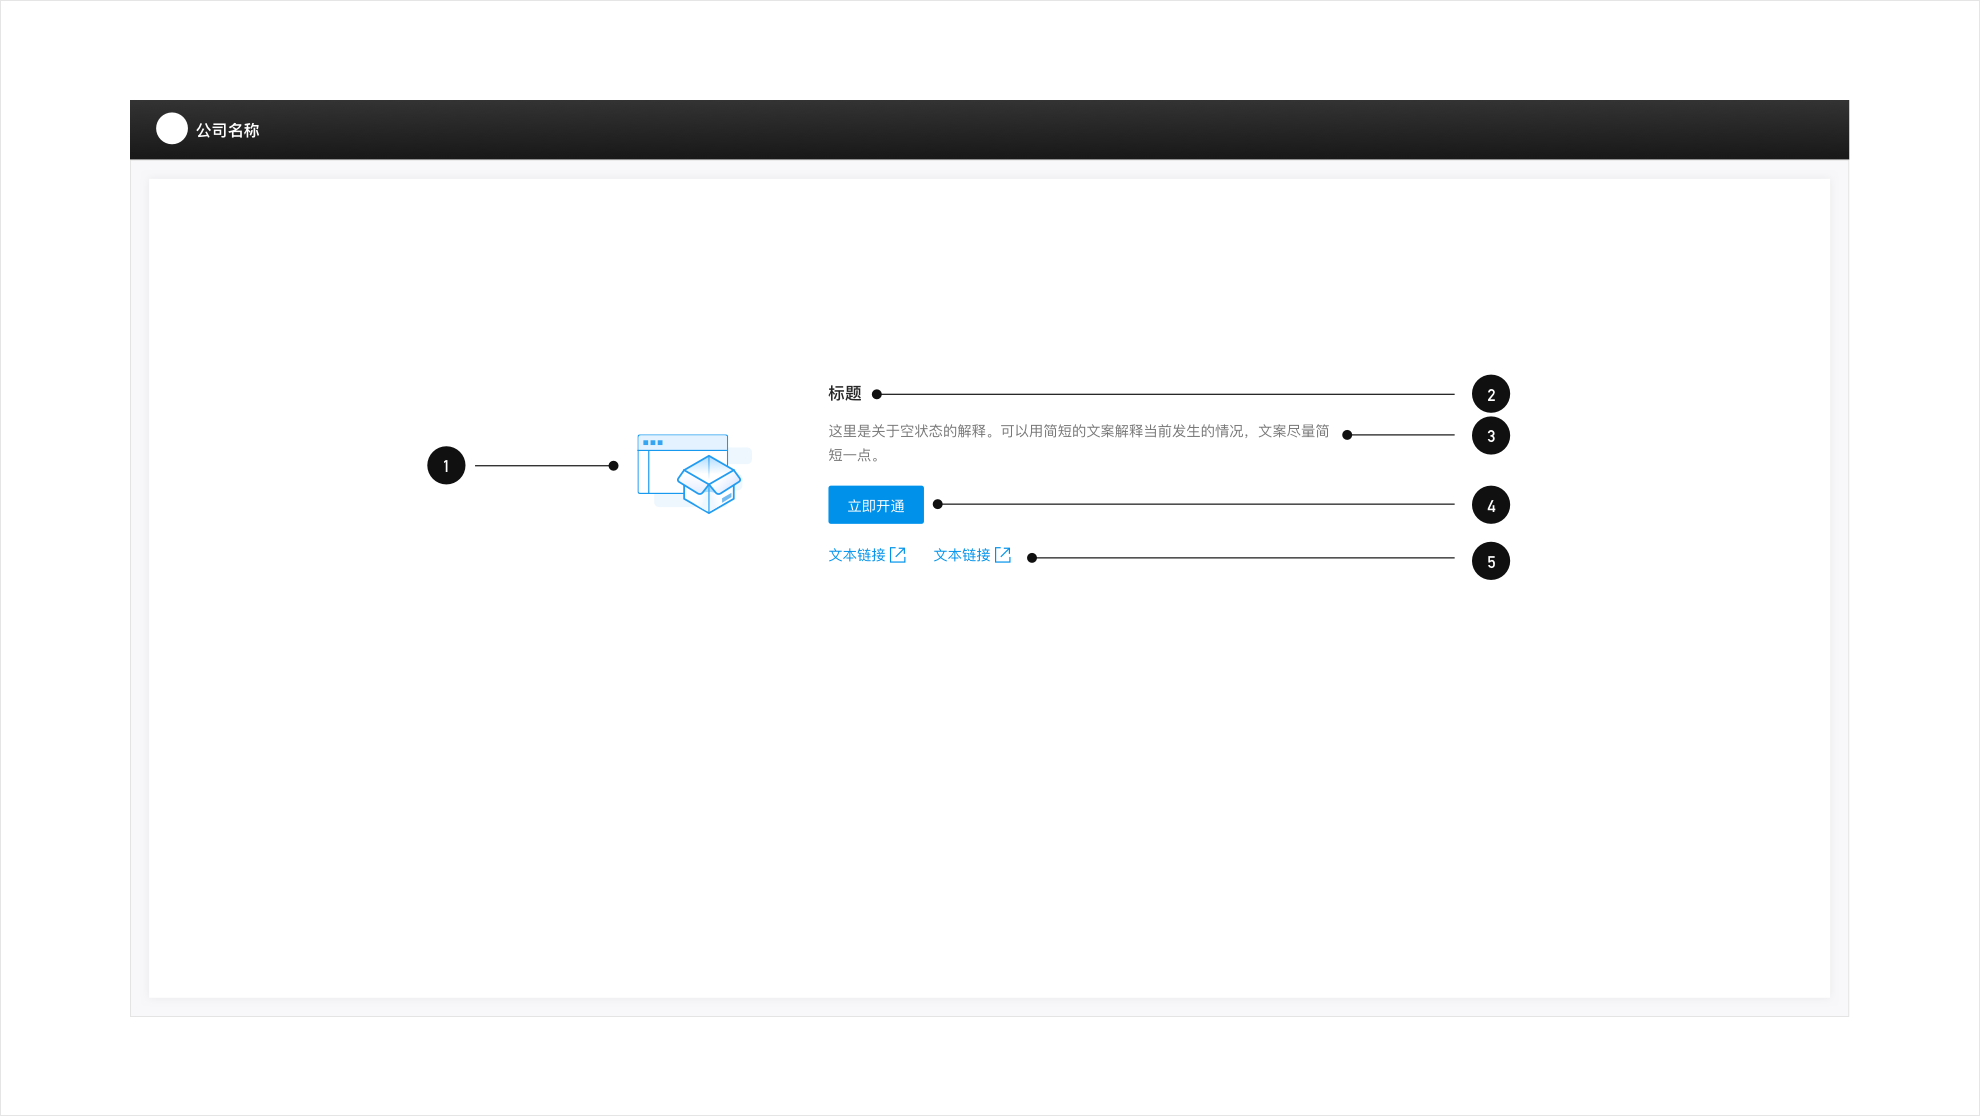 公司名称
标题
2
这里是关于空状态的解释。可以用简短的文案解释当前发生的情况，文案尽量简
短一点。
3
1
立即开通
4
文本链接 文本链接
5